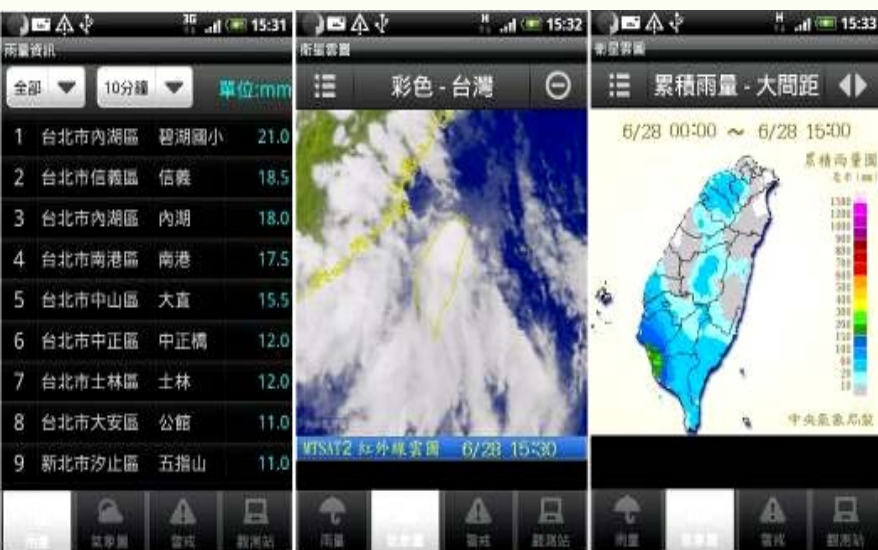 3G 15:31
雨量資訊
全部 10分鐘 單位:mm
1 台北市內湖區 碧湖國小 21.0
2 台北市信義區 信義 18.5
3 台北市內湖區 內湖 18.0
4 台北市南港區 南港 17.5
5 台北市中山區 大直 15.5
6 台北市中正區 中正橋 12.0
7 台北市士林區 士林 12.0
8 台北市大安區 公館 11.0
9 新北市汐止區 五指山 11.0
雨量 氣象圖 警戒 觀測站
H 15:32
衛星雲圖
彩色 - 台灣
MTSAT2 紅外線雲圖 6/28 15:30
雨量 氣象圖 警戒 觀測站
H 15:33
衛星雲圖
累積雨量 - 大間距
6/28 00:00 ～ 6/28 15:00
累積雨量圖
毫米(mm)
中央氣象局製
雨量 氣象圖 警戒 觀測站